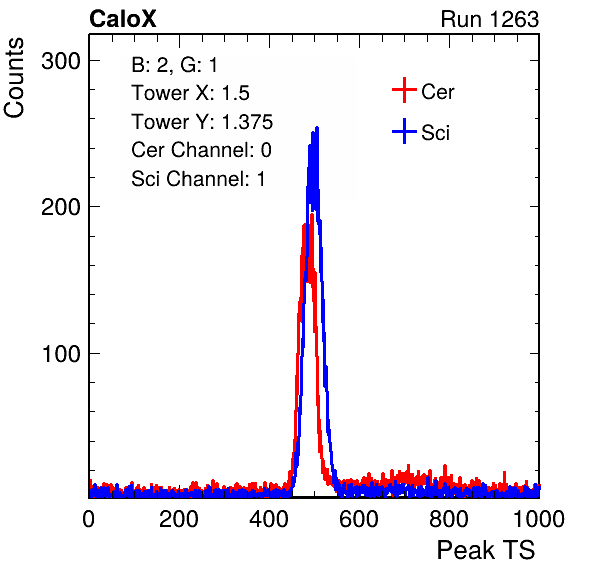 CaloX Run 1263
Counts
300
200
100
B: 2, G: 1
Tower X: 1.5
Tower Y: 1.375
Cer Channel: 0
Sci Channel: 1
Cer
Sci
0 200 400 600 800 1000
Peak TS